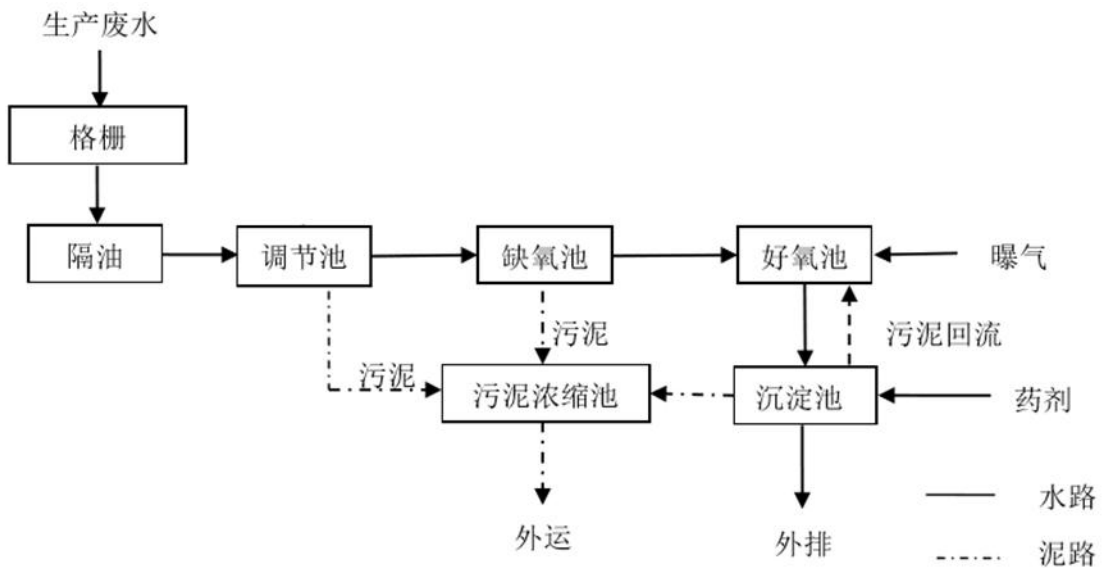 生产废水
格栅
隔油
调节池
缺氧池
好氧池
曝气
污泥
污泥回流
污泥
污泥浓缩池
沉淀池
药剂
水路
外运
外排
泥路